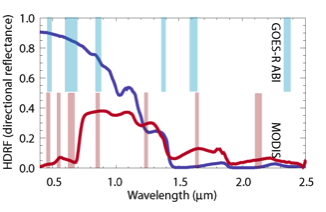 HDRF (directional reflectance)
1.0
0.8
0.6
0.4
0.2
0.0
GOES-R ABI
MODIS
0.5 1.0 1.5 2.0 2.5
Wavelength (µm)